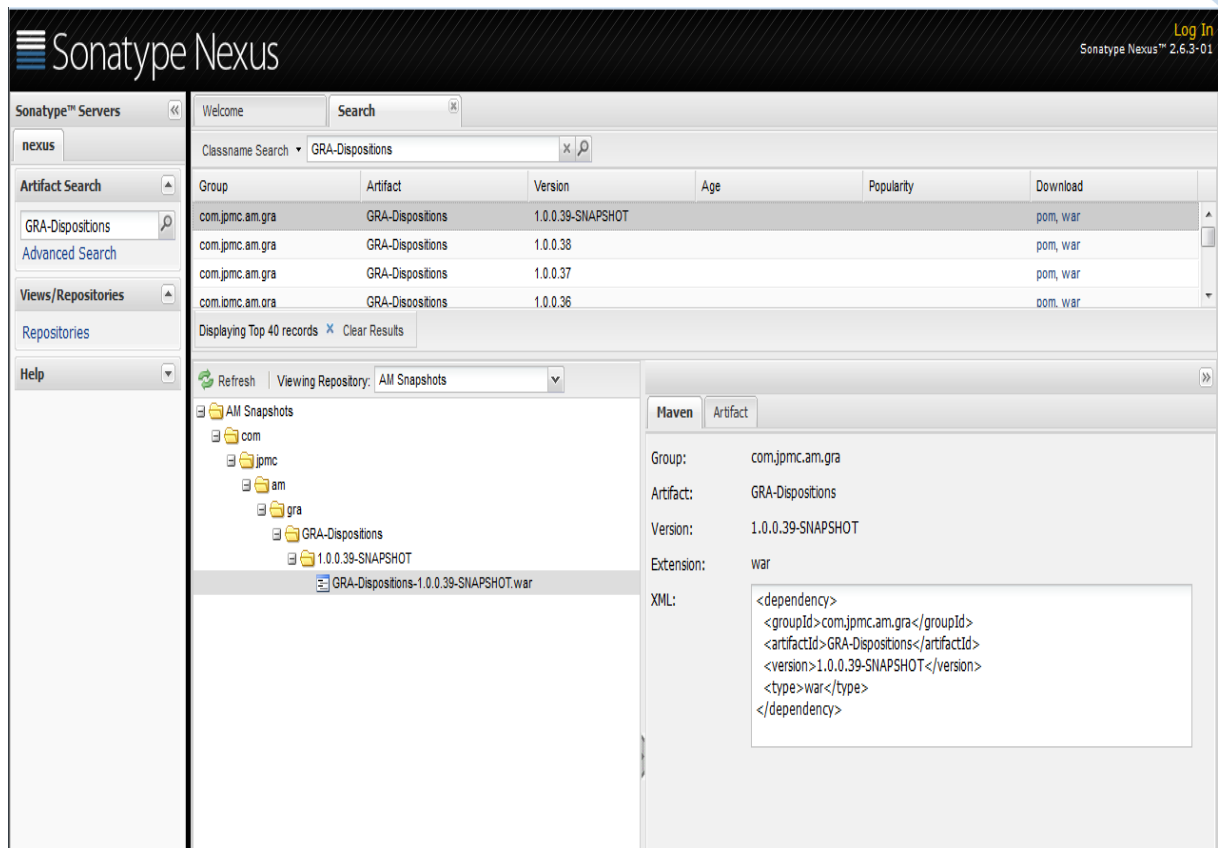 Sonatype Nexus
Log In
Sonatype Nexus™ 2.6.3-01
Sonatype™ Servers
nexus
Artifact Search
GRA-Dispositions
Advanced Search
Views/Repositories
Repositories
Help
Welcome
Search
Classname Search
GRA-Dispositions
Group Artifact Version Age Popularity Download
com.jpmc.am.gra GRA-Dispositions 1.0.0.39-SNAPSHOT pom, war
com.jpmc.am.gra GRA-Dispositions 1.0.0.38 pom, war
com.jpmc.am.gra GRA-Dispositions 1.0.0.37 pom, war
com.jpmc.am.gra GRA-Dispositions 1.0.0.36 pom, war
Displaying Top 40 records Clear Results
Refresh Viewing Repository: AM Snapshots
AM Snapshots
com
jpmc
am
gra
GRA-Dispositions
1.0.0.39-SNAPSHOT
GRA-Dispositions-1.0.0.39-SNAPSHOT.war
Maven Artifact
Group: com.jpmc.am.gra
Artifact: GRA-Dispositions
Version: 1.0.0.39-SNAPSHOT
Extension: war
XML: <dependency>
<groupId>com.jpmc.am.gra</groupId>
<artifactId>GRA-Dispositions</artifactId>
<version>1.0.0.39-SNAPSHOT</version>
<type>war</type>
</dependency>